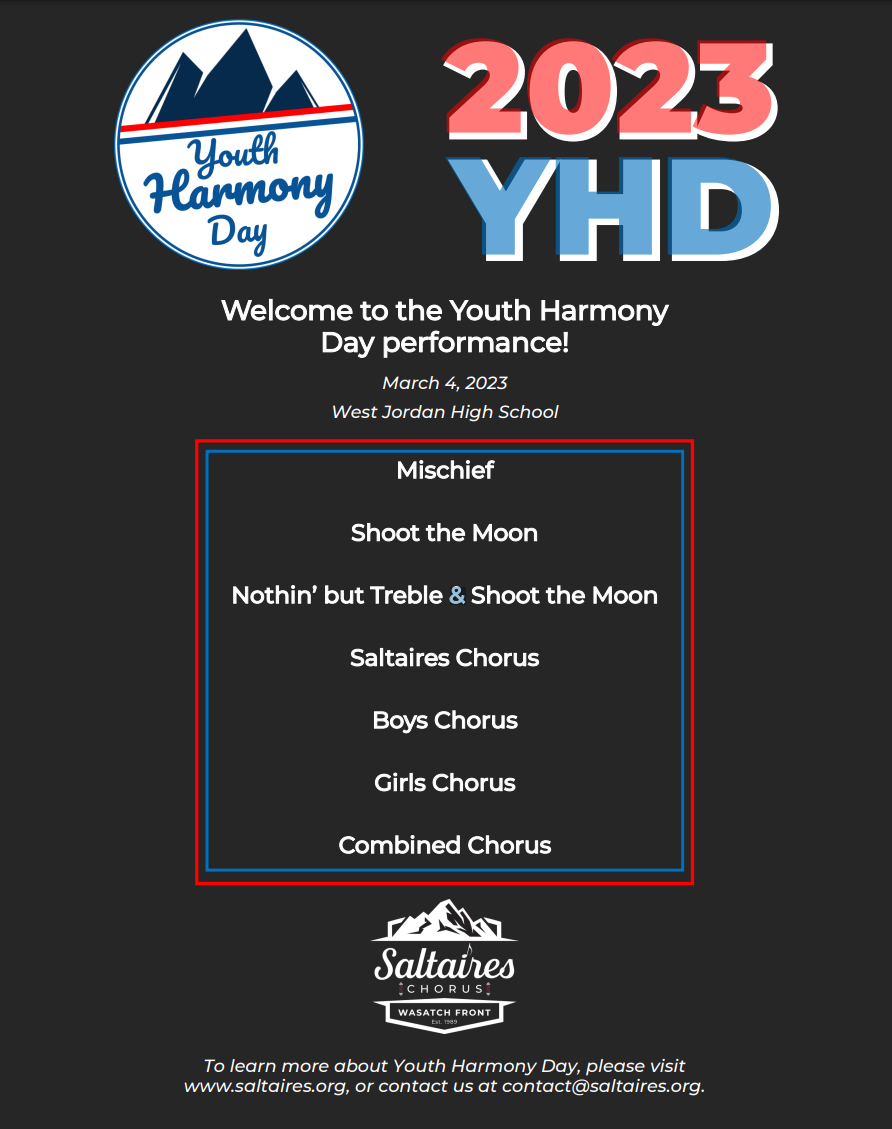 Youth
Harmony
Day
2023
YHD
Welcome to the Youth Harmony
Day performance!
March 4, 2023
West Jordan High School
Mischief
Shoot the Moon
Nothin’ but Treble & Shoot the Moon
Saltaires Chorus
Boys Chorus
Girls Chorus
Combined Chorus
Saltaires
CHORUS
WASATCH FRONT
Est. 1989
To learn more about Youth Harmony Day, please visit
www.saltaires.org, or contact us at contact@saltaires.org.